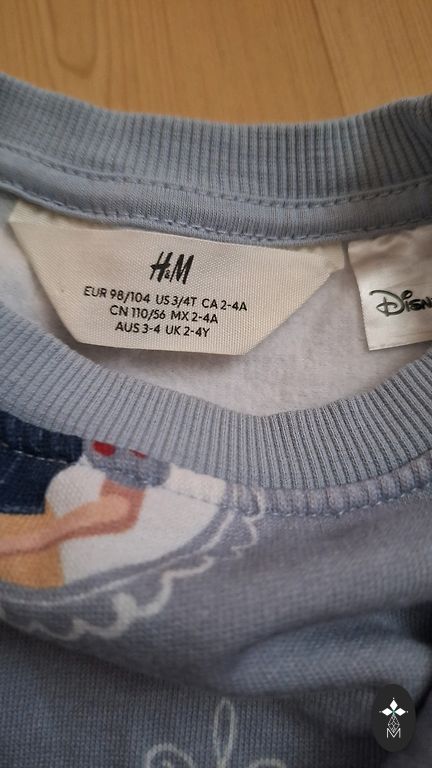 H&M
EUR 98/104 US 3/4T CA 2-4A
CN 110/56 MX 2-4A
AUS 3-4 UK 2-4Y
M